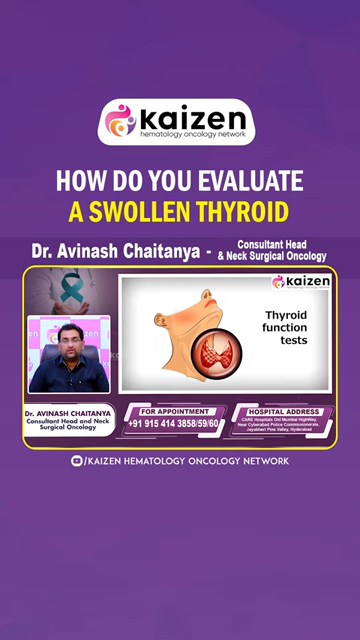 kaizen
hematology oncology network
HOW DO YOU EVALUATE
A SWOLLEN THYROID
Dr. Avinash Chaitanya -
Consultant Head
& Neck Surgical Oncology
kaizen
Thyroid
function
tests
Dr. AVINASH CHAITANYA
Consultant Head and Neck
Surgical Oncology
FOR APPOINTMENT
+91 915 414 3858/59/60
HOSPITAL ADDRESS
CARE Hospitals Old Mumbai HighWay,
Near Cyberabad Police Commissionerate,
Jayabheri Pine Valley, Hyderabad
/KAIZEN HEMATOLOGY ONCOLOGY NETWORK